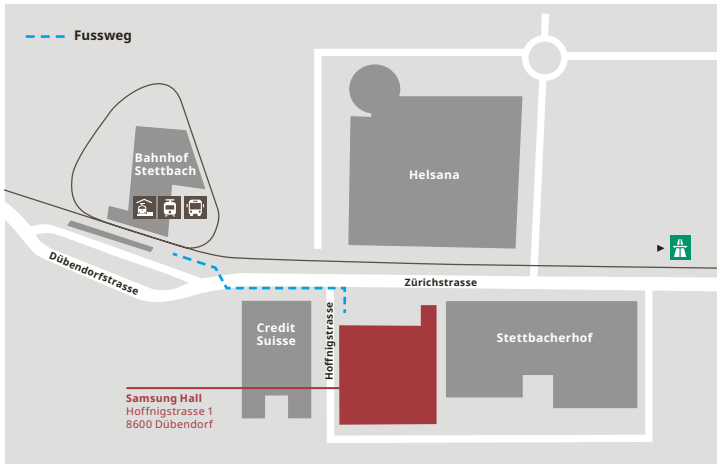 Fussweg
Bahnhof
Stettbach
Helsana
Dübendorfstrasse
Zürichstrasse
Hoffnigstrasse
Credit
Suisse
Stettbacherhof
Samsung Hall
Hoffnigstrasse 1
8600 Dübendorf